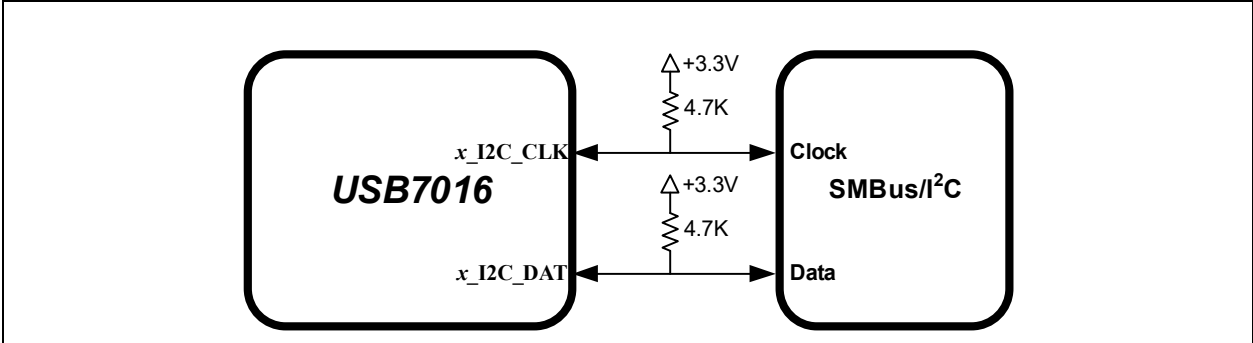 +3.3V
4.7K
x_I2C_CLK
Clock
USB7016
+3.3V
SMBus/I²C
4.7K
x_I2C_DAT
Data